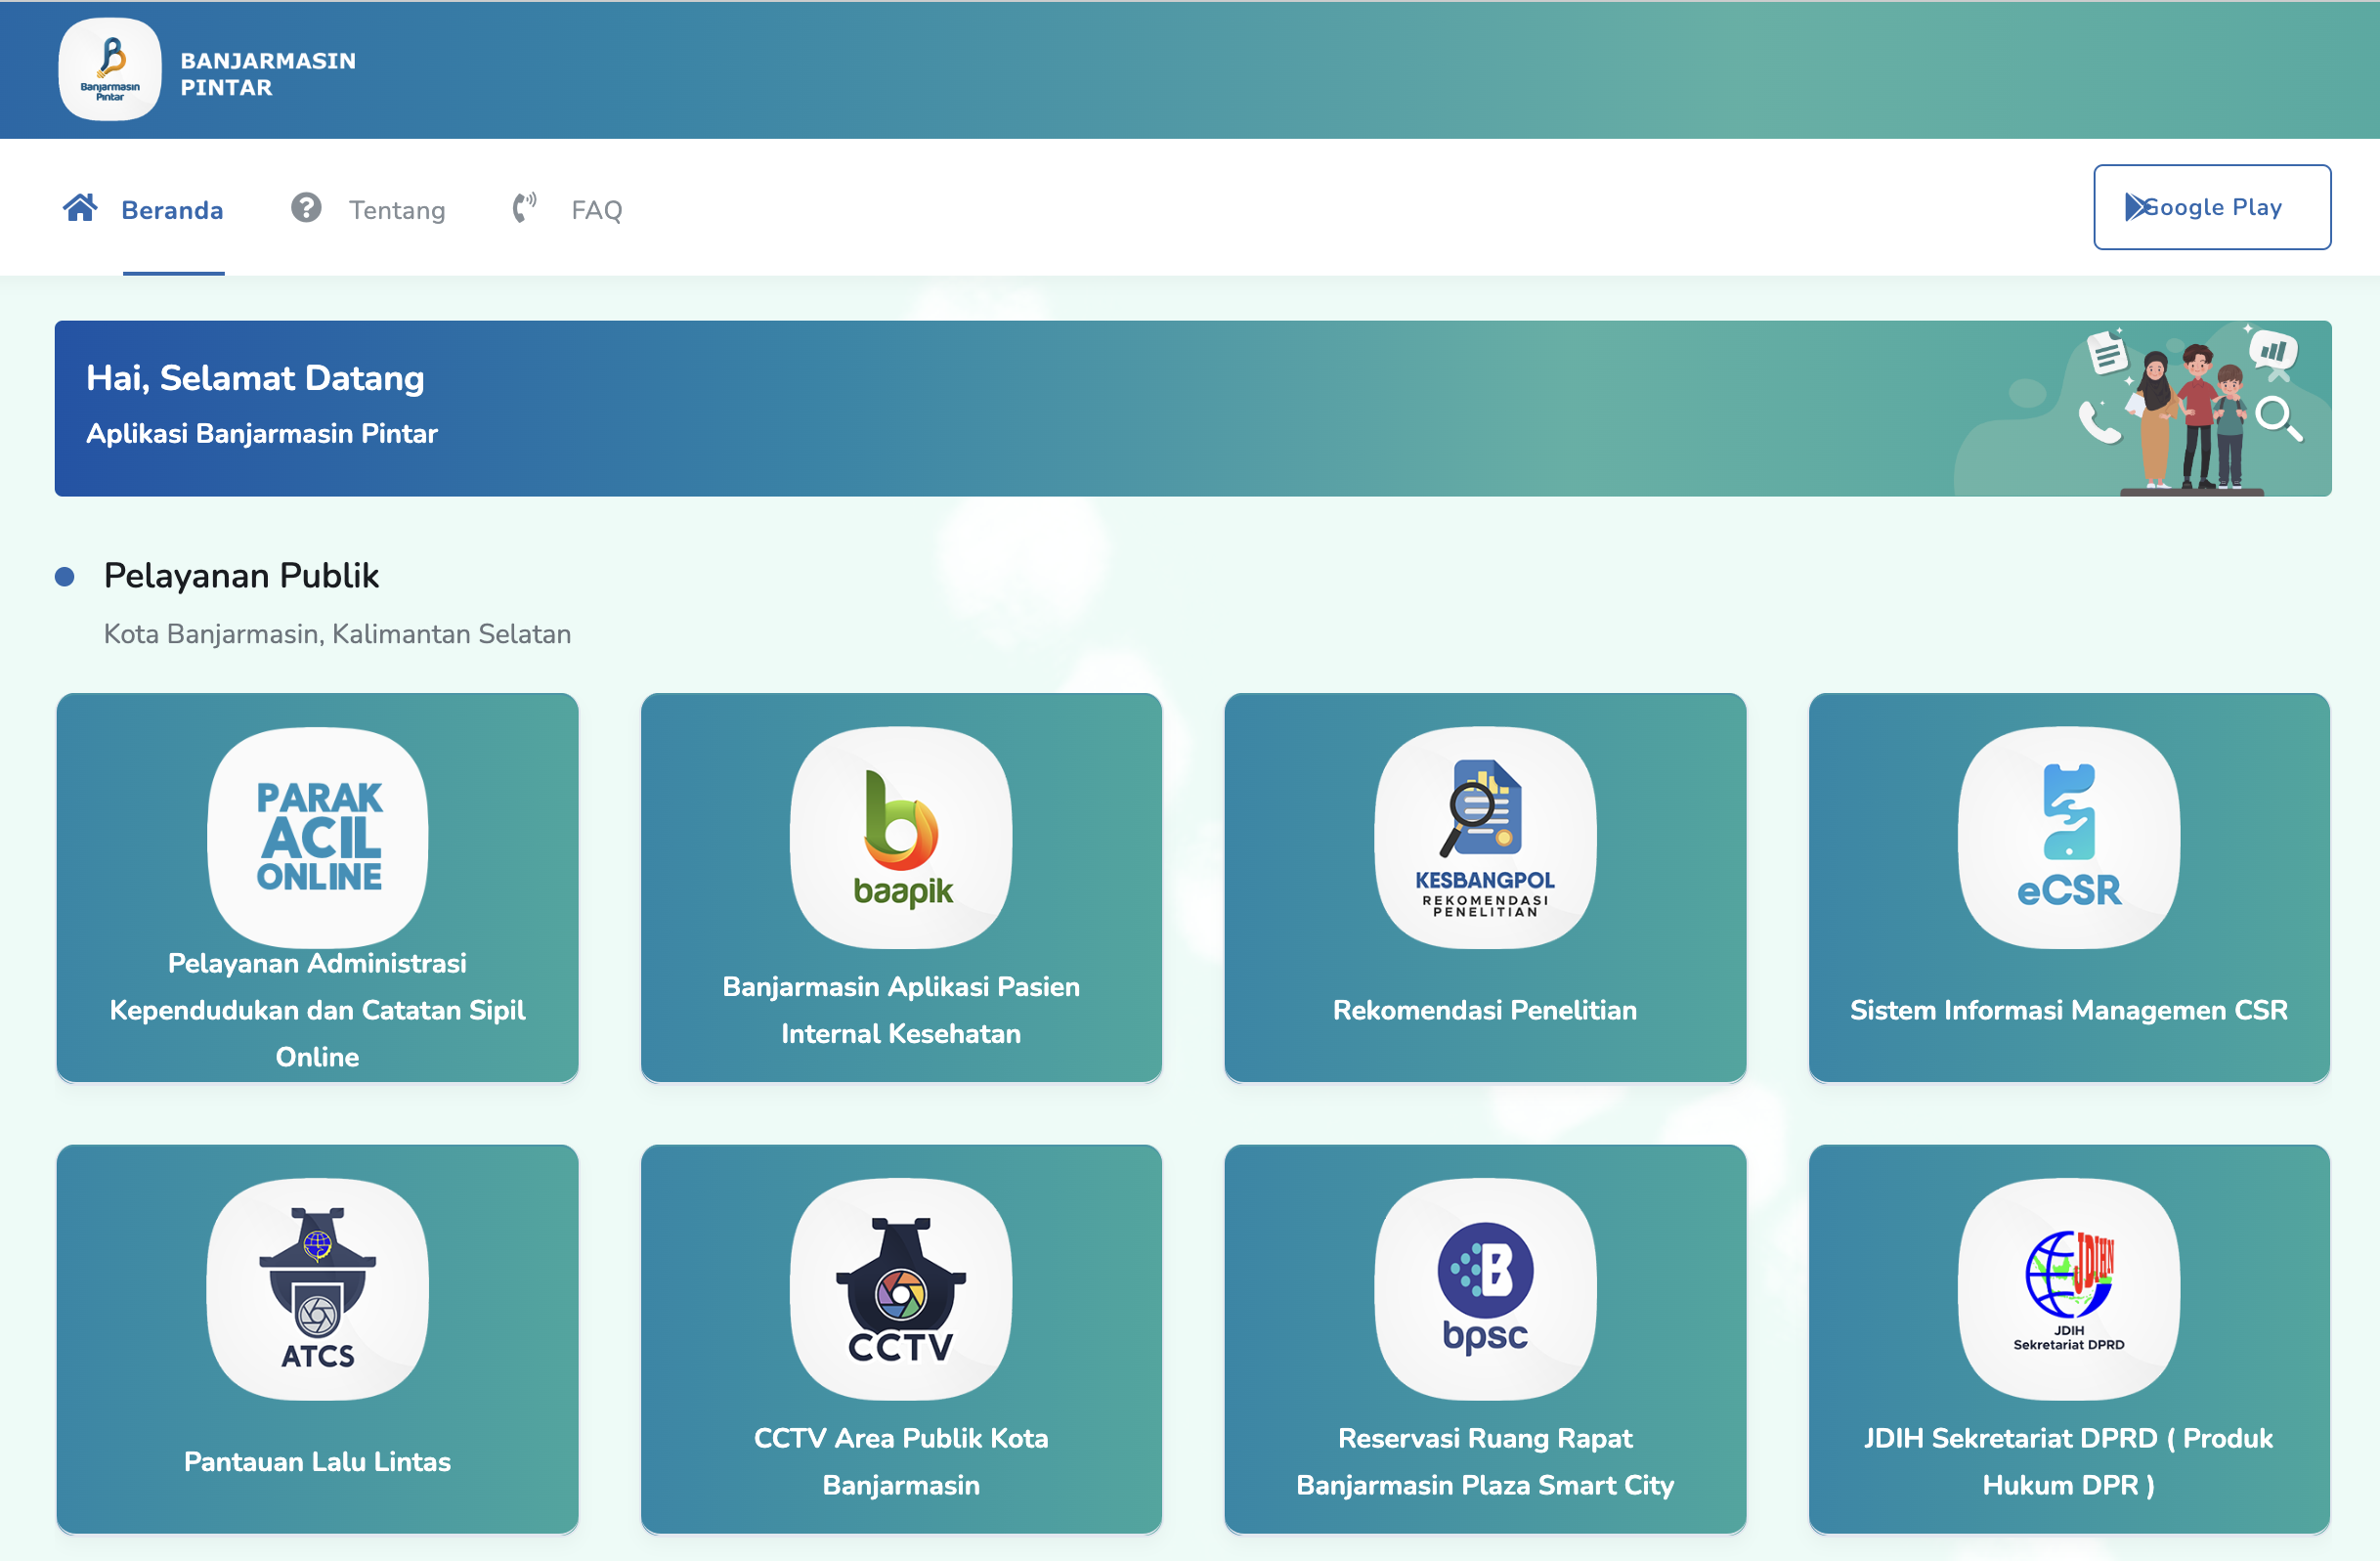 Banjarmasin
Pintar
BANJARMASIN
PINTAR
Beranda
Tentang
FAQ
Google Play
Hai, Selamat Datang
Aplikasi Banjarmasin Pintar
Pelayanan Publik
Kota Banjarmasin, Kalimantan Selatan
PARAK
ACIL
ONLINE
Pelayanan Administrasi
Kependudukan dan Catatan Sipil
Online
baapik
Banjarmasin Aplikasi Pasien
Internal Kesehatan
KESBANGPOL
REKOMENDASI
PENELITIAN
Rekomendasi Penelitian
eCSR
Sistem Informasi Managemen CSR
ATCS
Pantauan Lalu Lintas
CCTV
CCTV Area Publik Kota
Banjarmasin
B
bpsc
Reservasi Ruang Rapat
Banjarmasin Plaza Smart City
JDIHN
JDIH
Sekretariat DPRD
JDIH Sekretariat DPRD ( Produk
Hukum DPR )